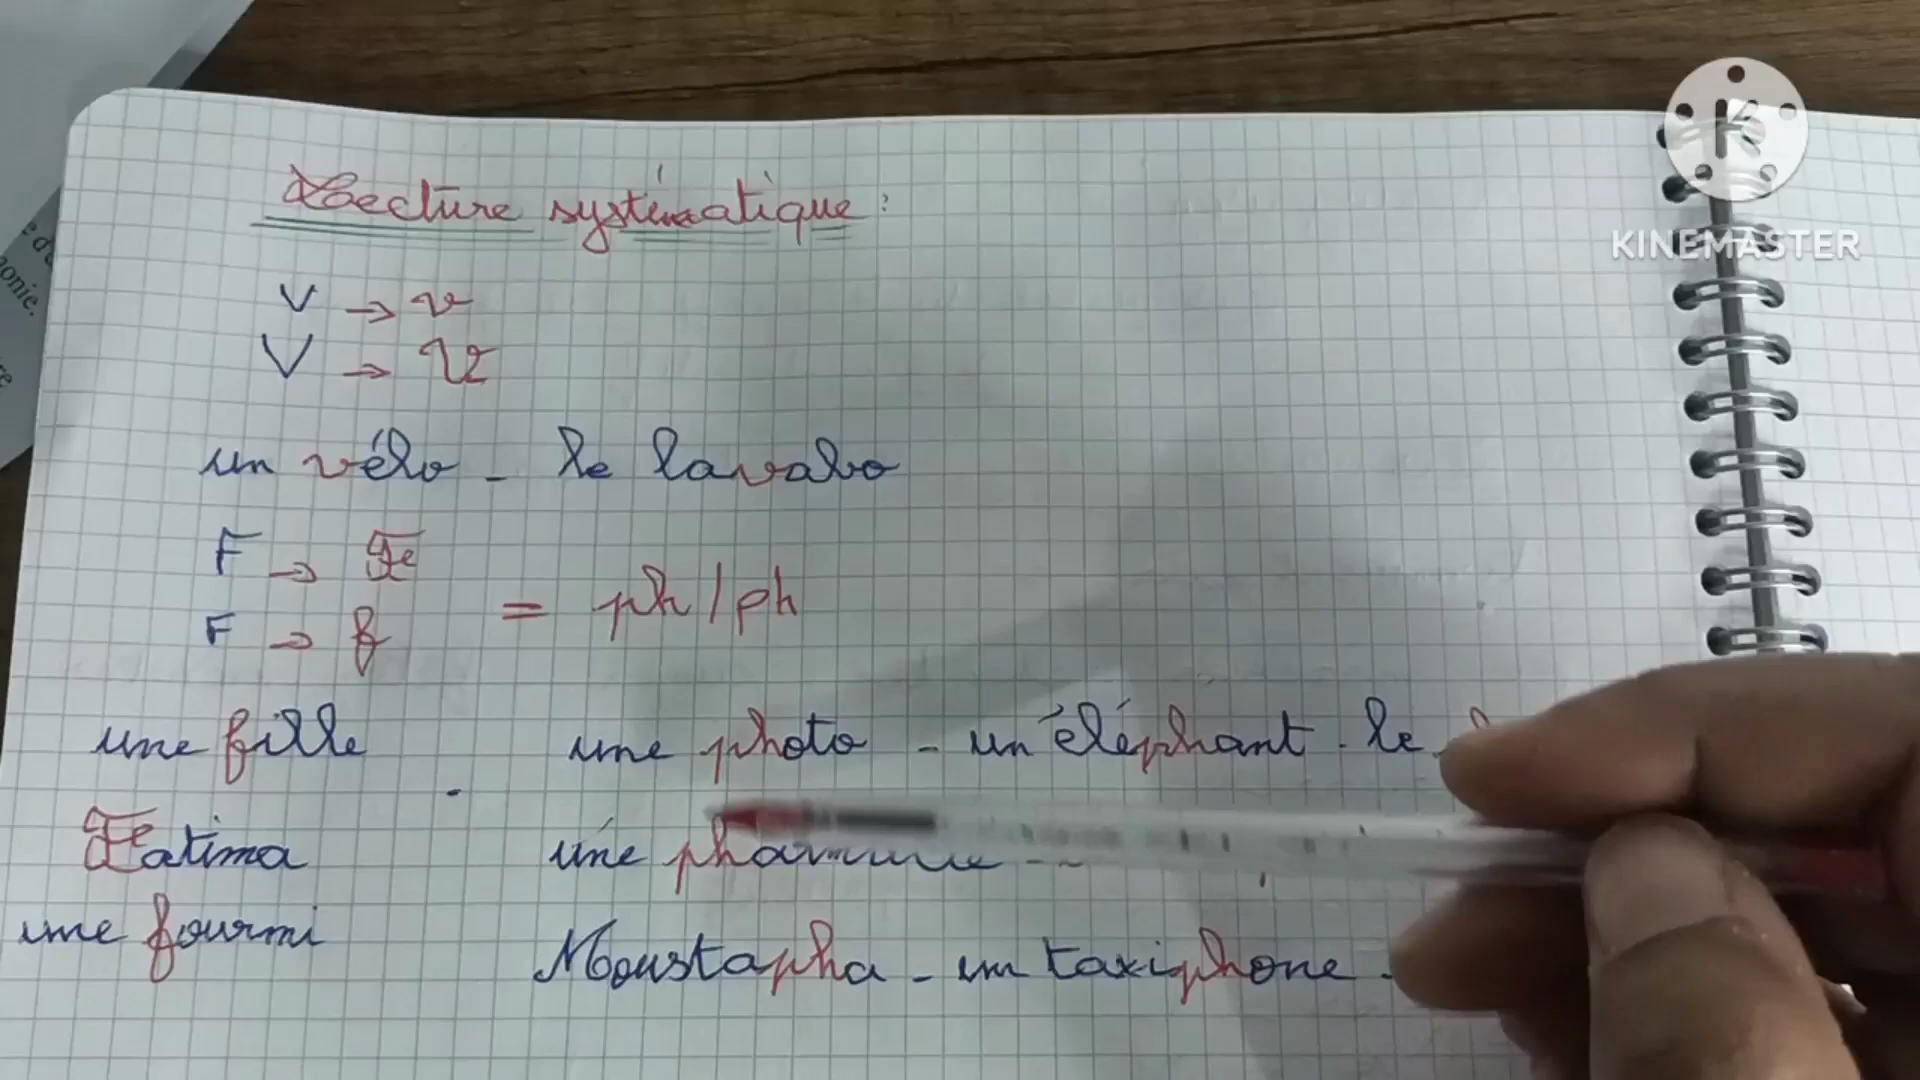 Lecture systématique :
V → v
V → V
un vélo - le lavabo
F → F
F → f
= ph / ph
une fille
une photo - un éléphant - le
Fatima
une
une fourmi
Moustapha - un taxiphone -
KINEMASTER